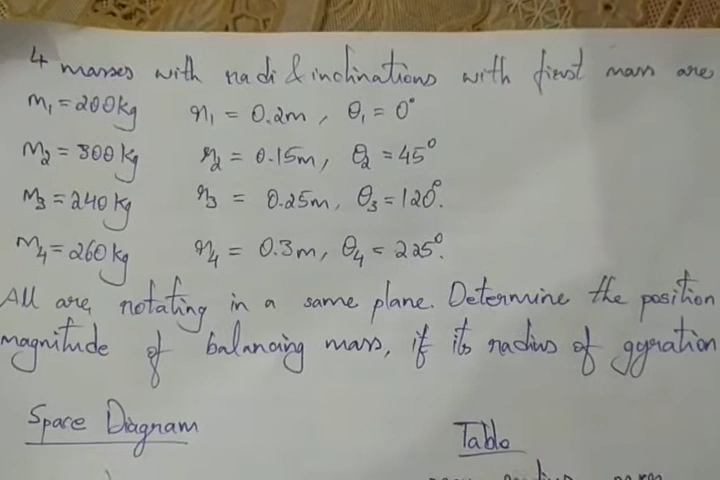 4 masses with radi & inclinations with first mass are
m₁ = 200 kg r₁ = 0.2m , θ₁ = 0°
m₂ = 300 kg r₂ = 0.15m, θ₂ = 45°
m₃ = 240 kg r₃ = 0.25m, θ₃ = 120°.
m₄ = 260 kg r₄ = 0.3m, θ₄ = 225°.
All are rotating in a same plane. Determine the position
magnitude of balancing mass, if its radius of gyration
Space Diagram Table